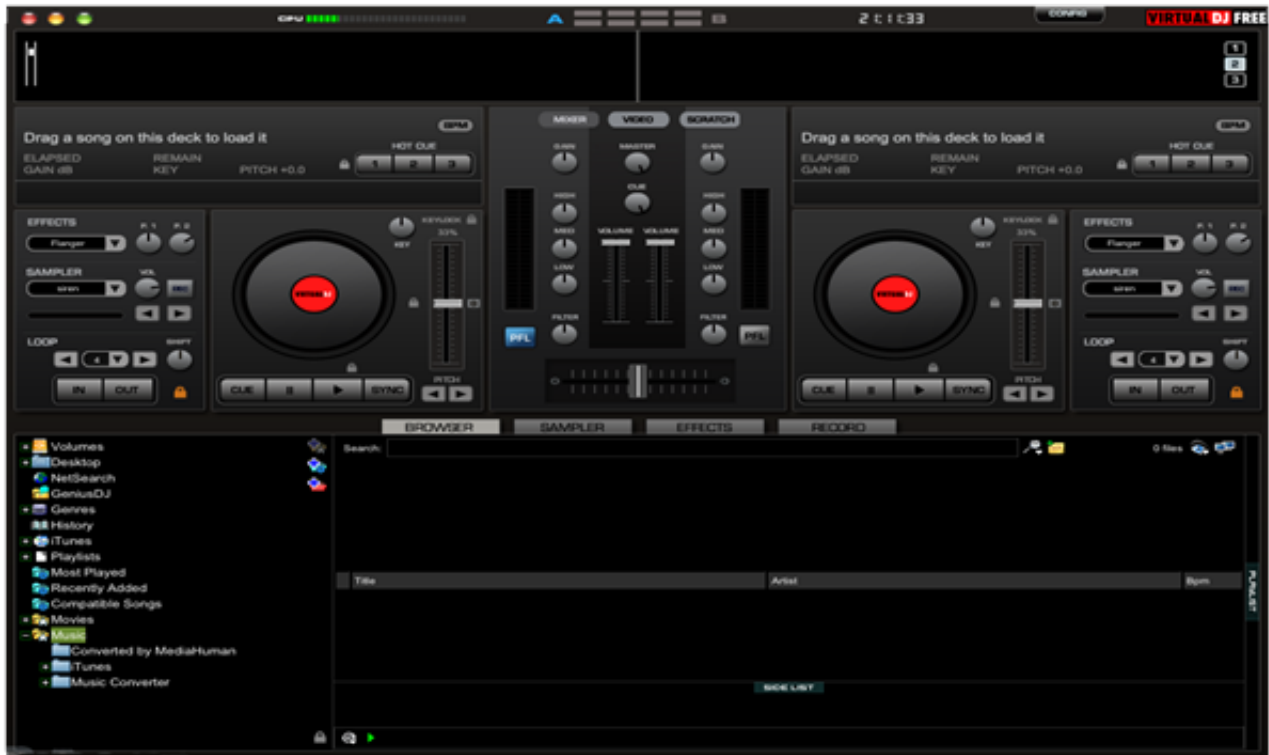 CPU A B 21:11:33 CONFIG VIRTUAL DJ FREE
1
2
3
Drag a song on this deck to load it BPM
HOT CUE
ELAPSED REMAIN
GAIN dB KEY PITCH +0.0 1 2 3
MIXER VIDEO SCRATCH
GAIN MASTER GAIN
CUE
HIGH HIGH
MED VOLUME VOLUME MED
LOW LOW
FILTER FILTER
PFL PFL
Drag a song on this deck to load it BPM
HOT CUE
ELAPSED REMAIN
GAIN dB KEY PITCH +0.0 1 2 3
EFFECTS P. 1 P. 2
Flanger
SAMPLER VOL
siren REC
LOOP SHIFT
4
IN OUT
KEYLOCK
33%
KEY
VIRTUAL DJ
PITCH
CUE SYNC
KEYLOCK
33%
KEY
VIRTUAL DJ
PITCH
CUE SYNC
EFFECTS P. 1 P. 2
Flanger
SAMPLER VOL
siren REC
LOOP SHIFT
4
IN OUT
BROWSER SAMPLER EFFECTS RECORD
Volumes
Desktop
NetSearch
GeniusDJ
Genres
History
iTunes
Playlists
Most Played
Recently Added
Compatible Songs
Movies
Music
Converted by MediaHuman
iTunes
Music Converter
Search: 0 files
Title Artist Bpm
PLAYLIST
SIDE LIST